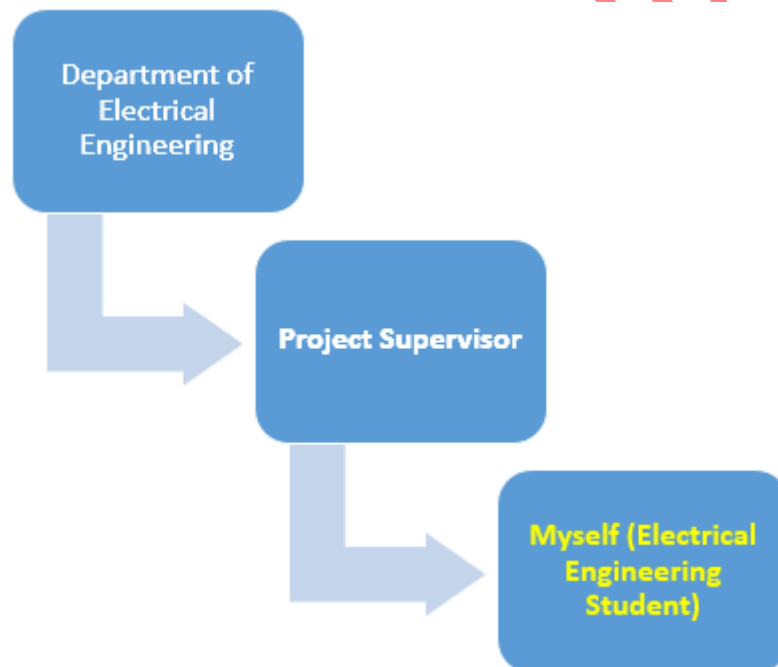 Department of
Electrical
Engineering
Project Supervisor
Myself (Electrical
Engineering
Student)